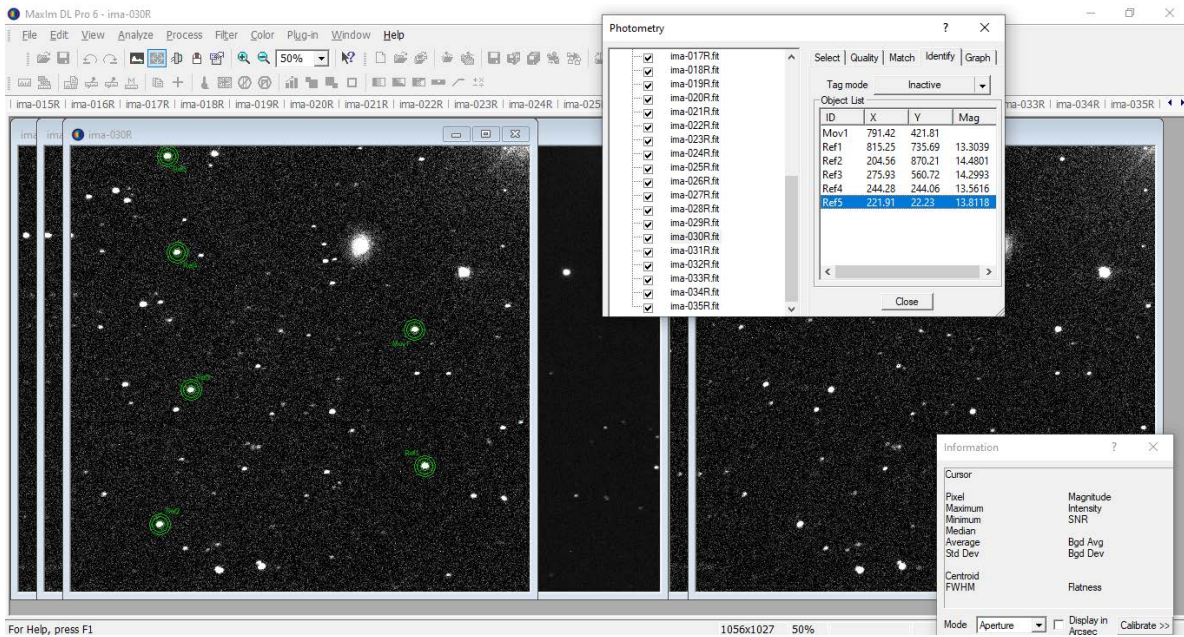 MaxIm DL Pro 6 - ima-030R
File Edit View Analyze Process Filter Color Plug-in Window Help
50%
ima-015R ima-016R ima-017R ima-018R ima-019R ima-020R ima-021R ima-022R ima-023R ima-024R ima-025
ma-033R ima-034R ima-035R
ima ima ima-030R
Mov1
Ref1
Ref2
Photometry ? X
ima-017R.fit
ima-018R.fit
ima-019R.fit
ima-020R.fit
ima-021R.fit
ima-022R.fit
ima-023R.fit
ima-024R.fit
ima-025R.fit
ima-026R.fit
ima-027R.fit
ima-028R.fit
ima-029R.fit
ima-030R.fit
ima-031R.fit
ima-032R.fit
ima-033R.fit
ima-034R.fit
ima-035R.fit
Select Quality Match Identify Graph
Tag mode Inactive
Object List
ID X Y Mag
Mov1 791.42 421.81
Ref1 815.25 735.69 13.3039
Ref2 204.56 870.21 14.4801
Ref3 275.93 560.72 14.2993
Ref4 244.28 244.06 13.5616
Ref5 221.91 22.23 13.8118
Close
Information ? X
Cursor
Pixel Magnitude
Maximum Intensity
Minimum SNR
Median
Average Bgd Avg
Std Dev Bgd Dev
Centroid
FWHM Flatness
Mode Aperture Display in Arcsec Calibrate >>
For Help, press F1
1056x1027 50%